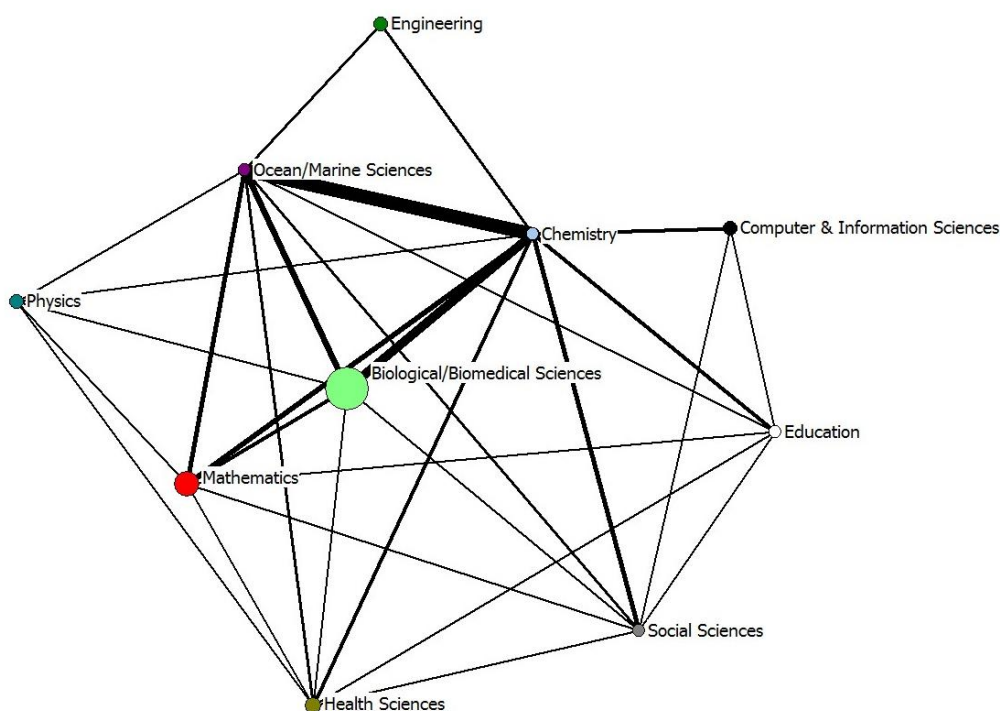 Engineering
Ocean/Marine Sciences
Chemistry
Computer & Information Sciences
Physics
Biological/Biomedical Sciences
Education
Mathematics
Social Sciences
Health Sciences